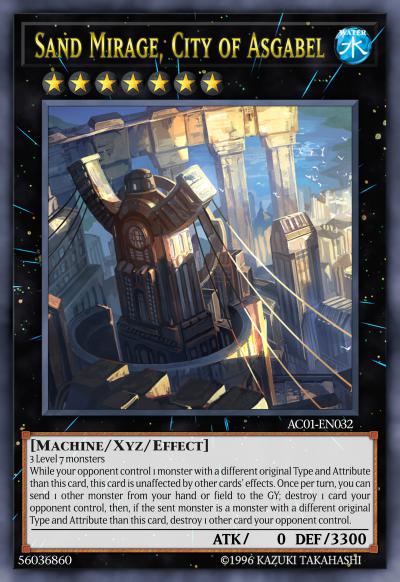 SAND MIRAGE, CITY OF ASGABEL
WATER
水
AC01-EN032
[MACHINE/XYZ/EFFECT]
3 Level 7 monsters
While your opponent control 1 monster with a different original Type and Attribute
than this card, this card is unaffected by other cards' effects. Once per turn, you can
send 1 other monster from your hand or field to the GY; destroy 1 card your
opponent control, then, if the sent monster is a monster with a different original
Type and Attribute than this card, destroy 1 other card your opponent control.
ATK/ 0 DEF/3300
56036860
©1996 KAZUKI TAKAHASHI